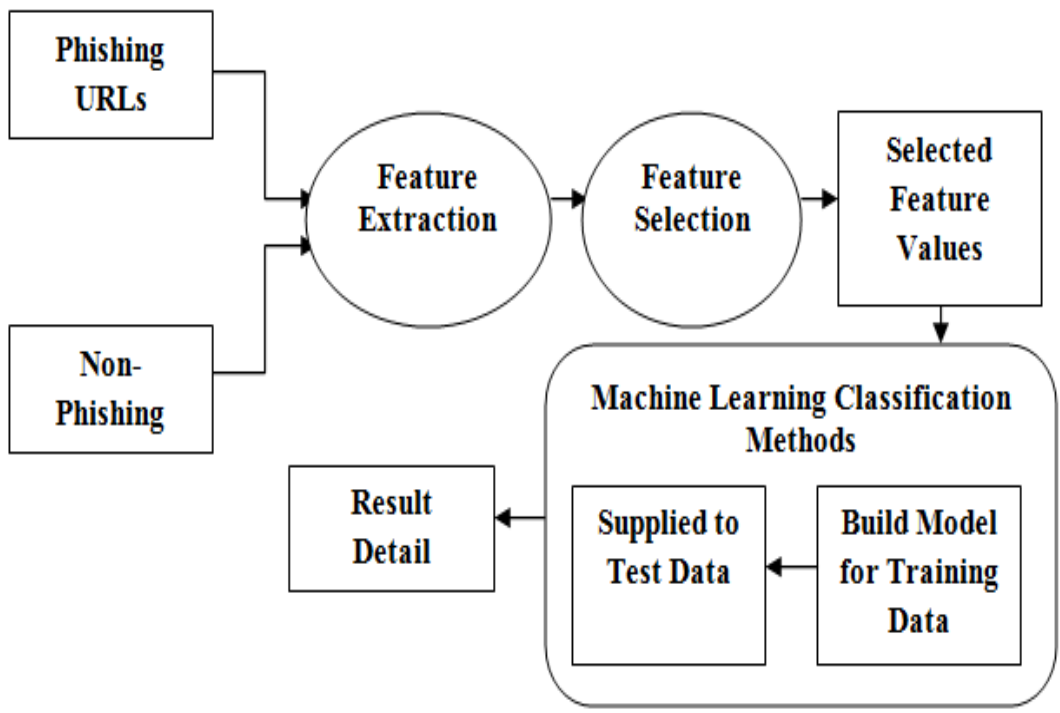 Phishing
URLs
Feature
Extraction
Feature
Selection
Selected
Feature
Values
Non-
Phishing
Machine Learning Classification
Methods
Result
Detail
Supplied to
Test Data
Build Model
for Training
Data